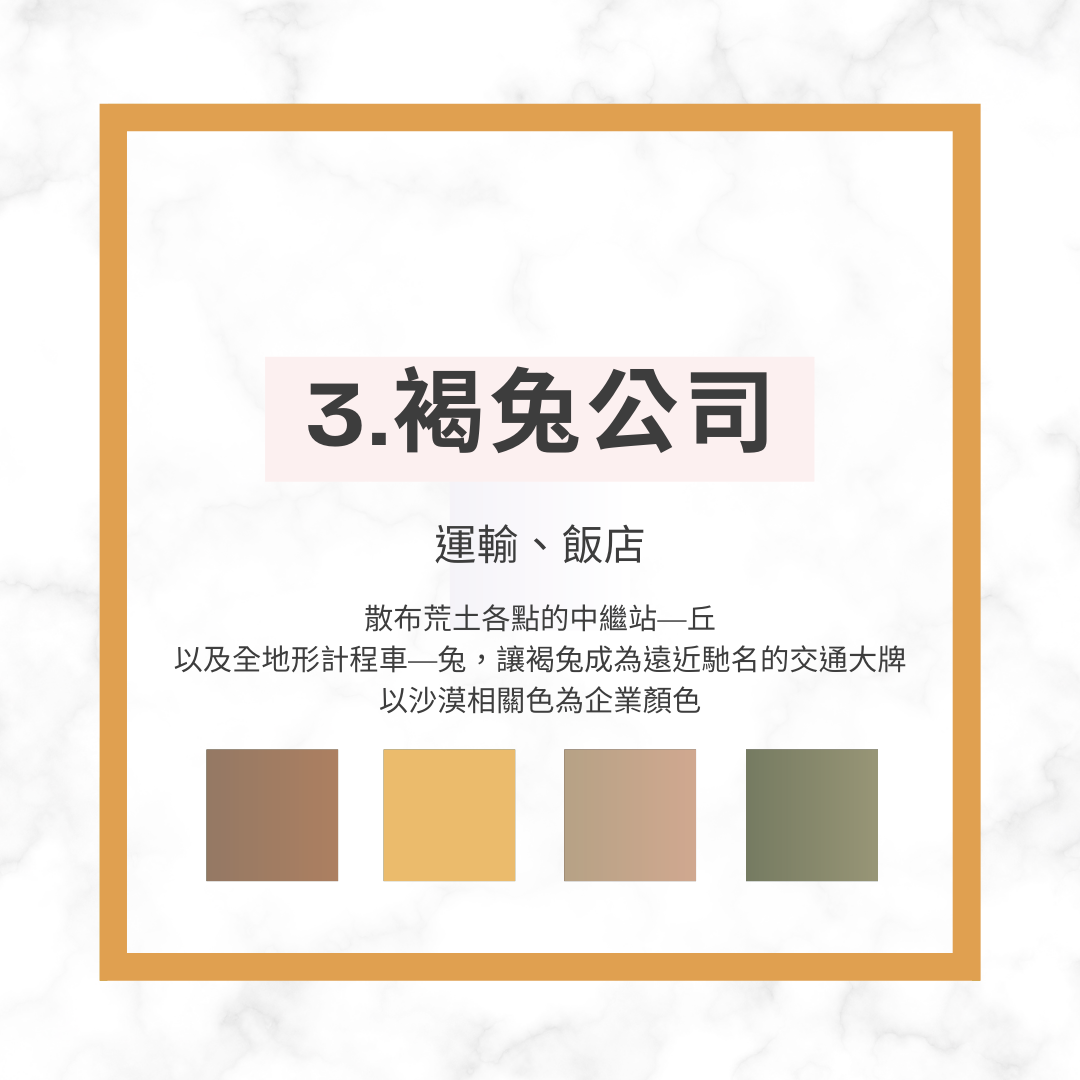 3.褐兔公司
運輸、飯店
散布荒土各點的中繼站—丘
以及全地形計程車—兔，讓褐兔成為遠近馳名的交通大牌
以沙漠相關色為企業顏色